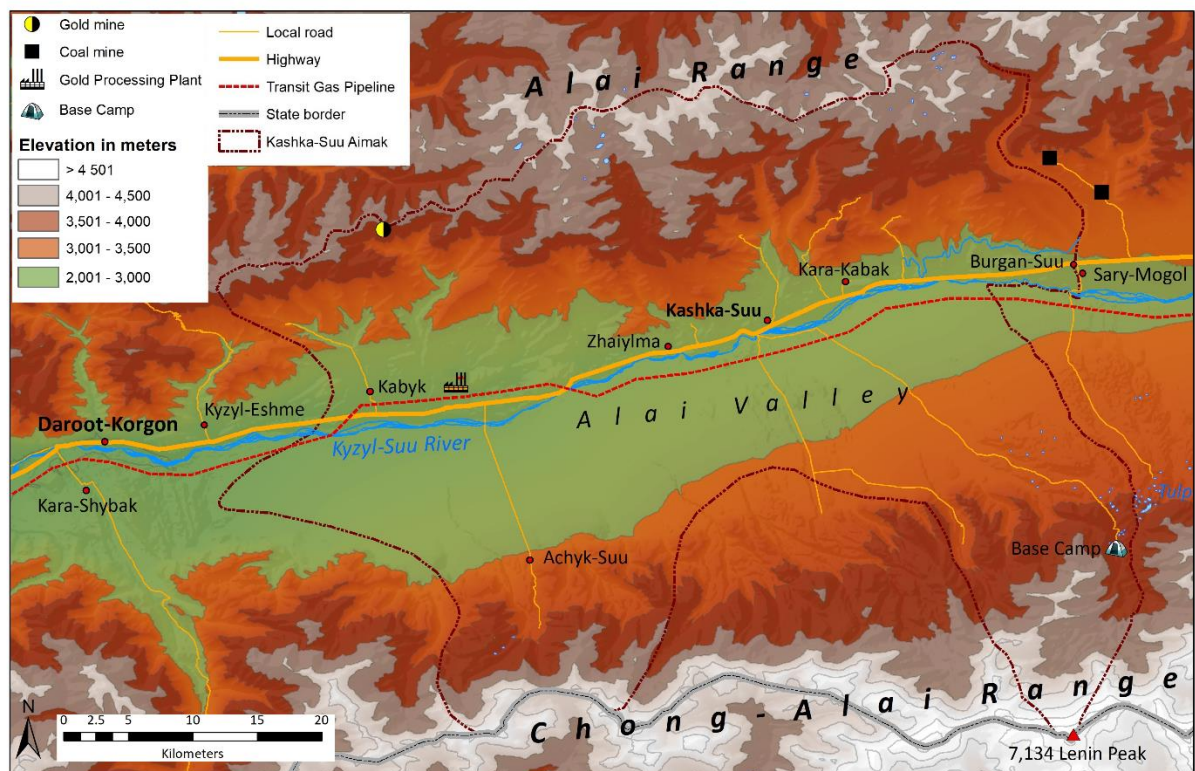 Gold mine
Coal mine
Gold Processing Plant
Base Camp
Elevation in meters
> 4 501
4,001 - 4,500
3,501 - 4,000
3,001 - 3,500
2,001 - 3,000
Local road
Highway
Transit Gas Pipeline
State border
Kashka-Suu Aimak
Alai Range
Burgan-Suu
Sary-Mogol
Kara-Kabak
Kashka-Suu
Zhaiylma
Kabyk
Kyzyl-Eshme
Daroot-Korgon
Alai Valley
Kyzyl-Suu River
Kara-Shybak
Tulp
Achyk-Suu
Base Camp
Chong-Alai Range
7,134 Lenin Peak
N
0 2.5 5 10 15 20
Kilometers